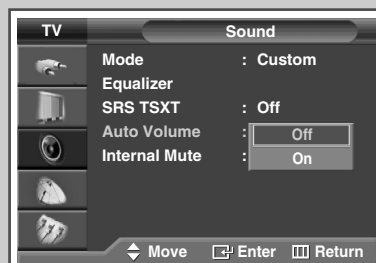 TV Sound
Mode : Custom
Equalizer
SRS TSXT : Off
Auto Volume : Off
Internal Mute : On
Move Enter Return